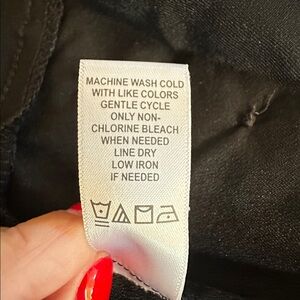 MACHINE WASH COLD
WITH LIKE COLORS
GENTLE CYCLE
ONLY NON-
CHLORINE BLEACH
WHEN NEEDED
LINE DRY
LOW IRON
IF NEEDED